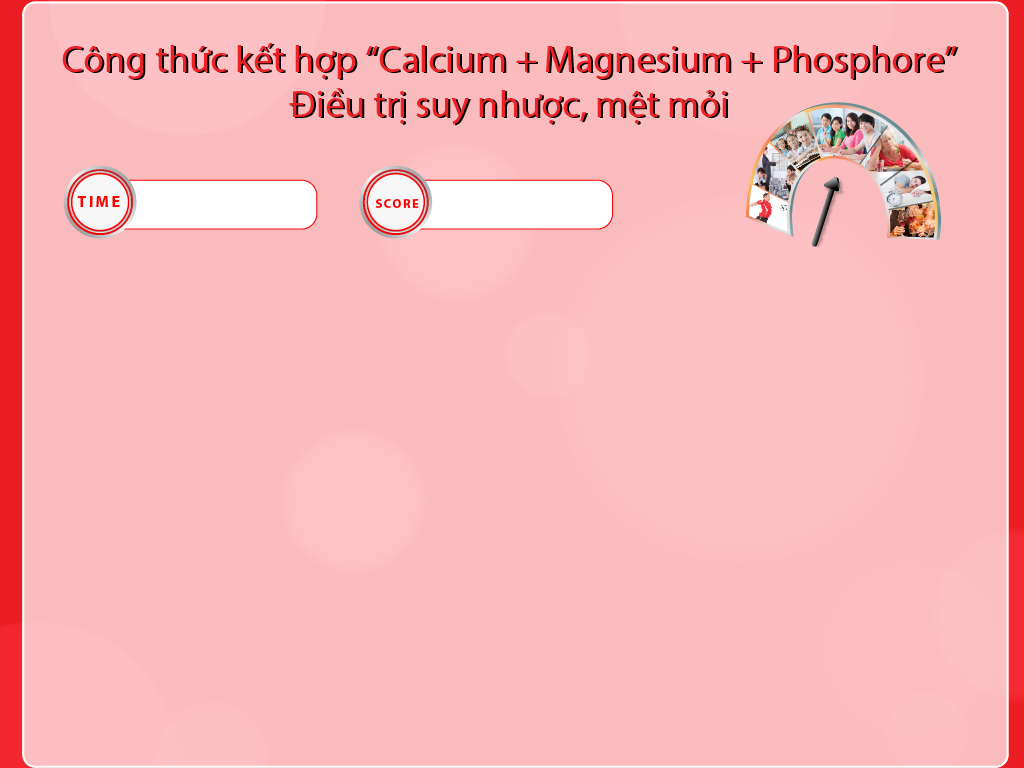 Công thức kết hợp “Calcium + Magnesium + Phosphore”
Điều trị suy nhược, mệt mỏi
TIME
SCORE